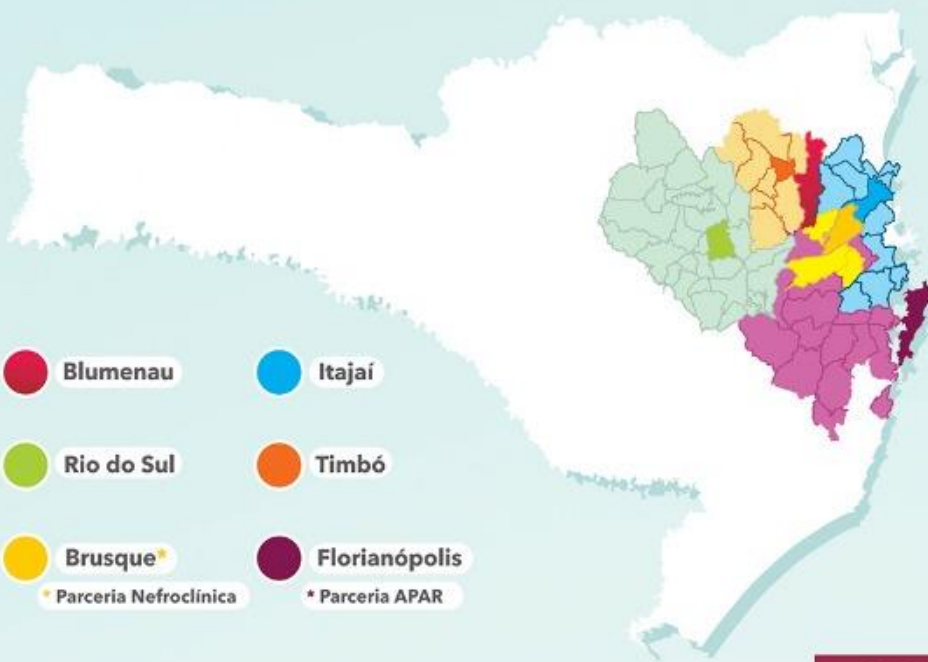 Blumenau
Itajaí
Rio do Sul
Timbó
Brusque*
Florianópolis
* Parceria Nefroclínica
* Parceria APAR